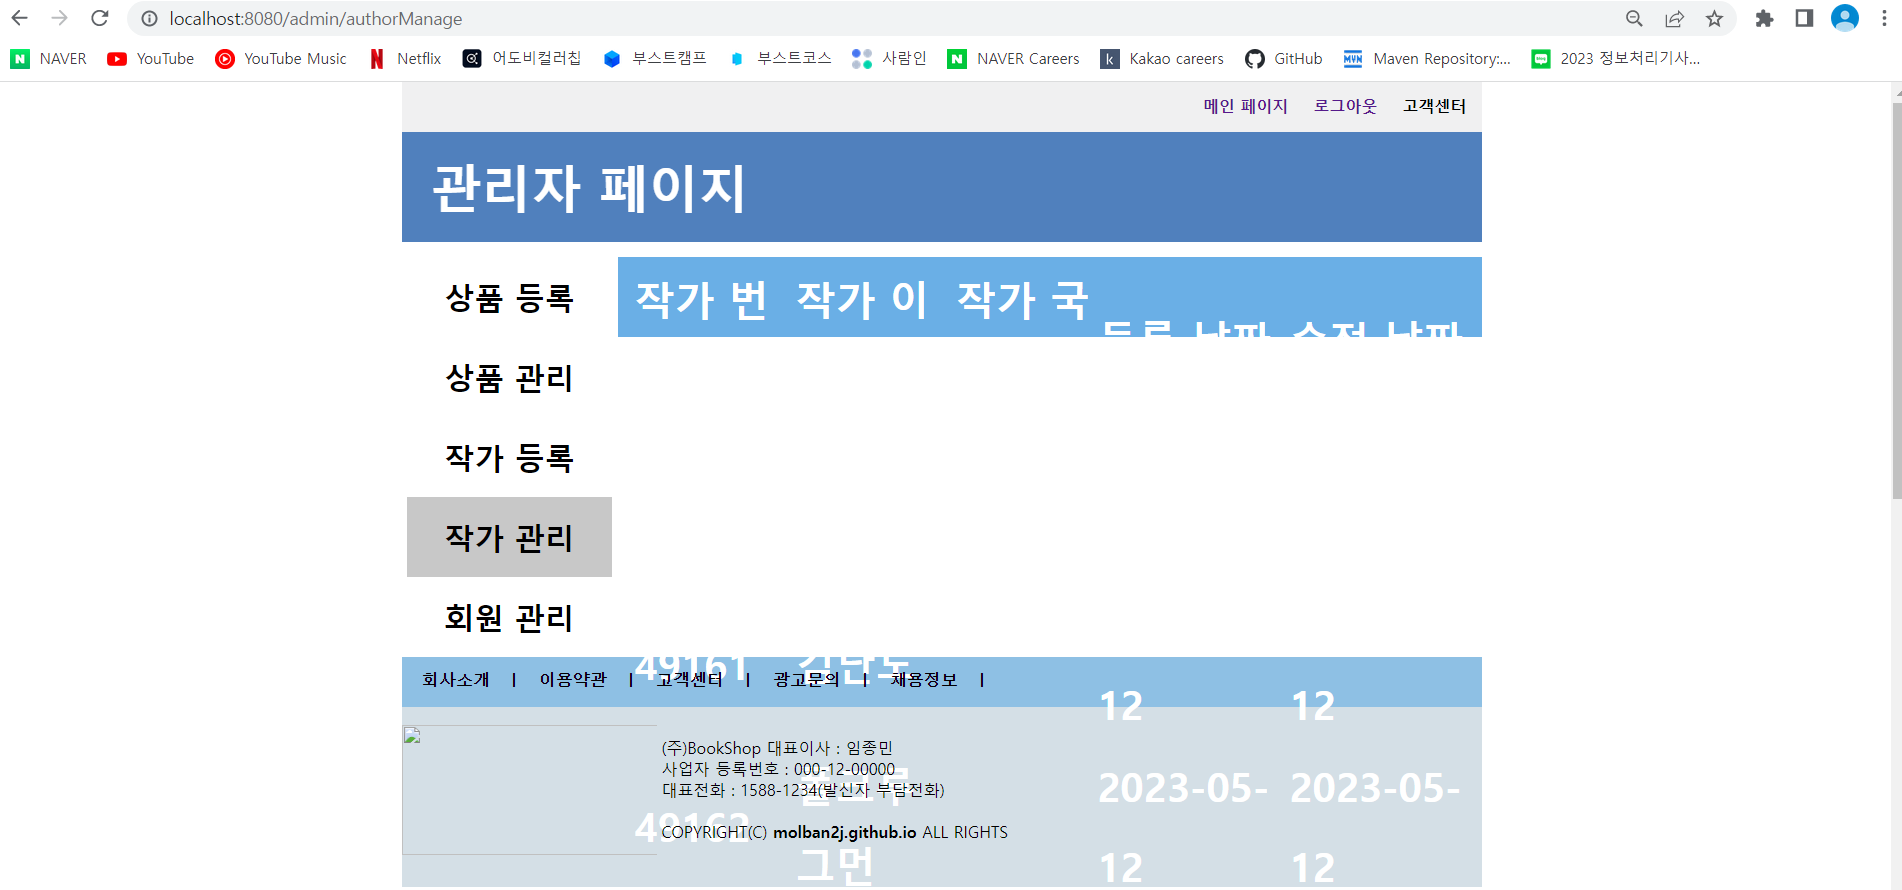 localhost:8080/admin/authorManage
NAVER YouTube YouTube Music Netflix 어도비컬러칩 부스트캠프 부스트코스 사람인 NAVER Careers Kakao careers GitHub Maven Repository:... 2023 정보처리기사...
메인 페이지 로그아웃 고객센터
관리자 페이지
작가 번 작가 이 작가 국
등록 날짜 수정 날짜
상품 등록
상품 관리
작가 등록
작가 관리
회원 관리
49161 김난도
회사소개 | 이용약관 | 고객센터 | 광고문의 | 채용정보 |
12 12
(주)BookShop 대표이사 : 임종민
사업자 등록번호 : 000-12-00000
대표전화 : 1588-1234(발신자 부담전화)
2023-05- 2023-05-
49162
COPYRIGHT(C) molban2j.github.io ALL RIGHTS
그먼 12 12